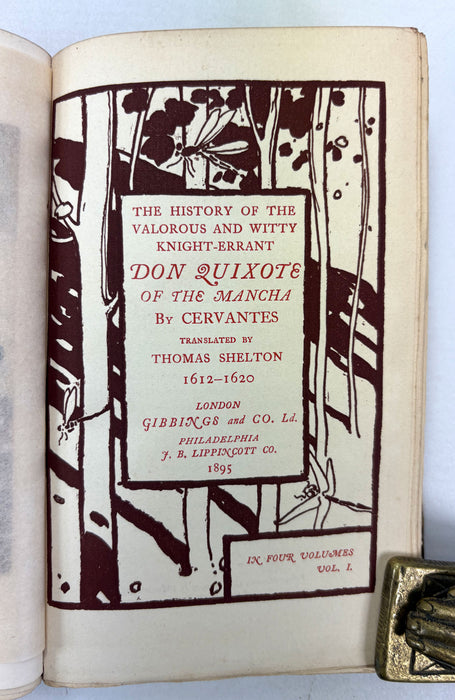 THE HISTORY OF THE
VALOROUS AND WITTY
KNIGHT-ERRANT
DON QUIXOTE
OF THE MANCHA
By CERVANTES
TRANSLATED BY
THOMAS SHELTON
1612–1620
LONDON
GIBBINGS and CO. Ld.
PHILADELPHIA
J. B. LIPPINCOTT CO.
1895
IN FOUR VOLUMES
VOL. I.